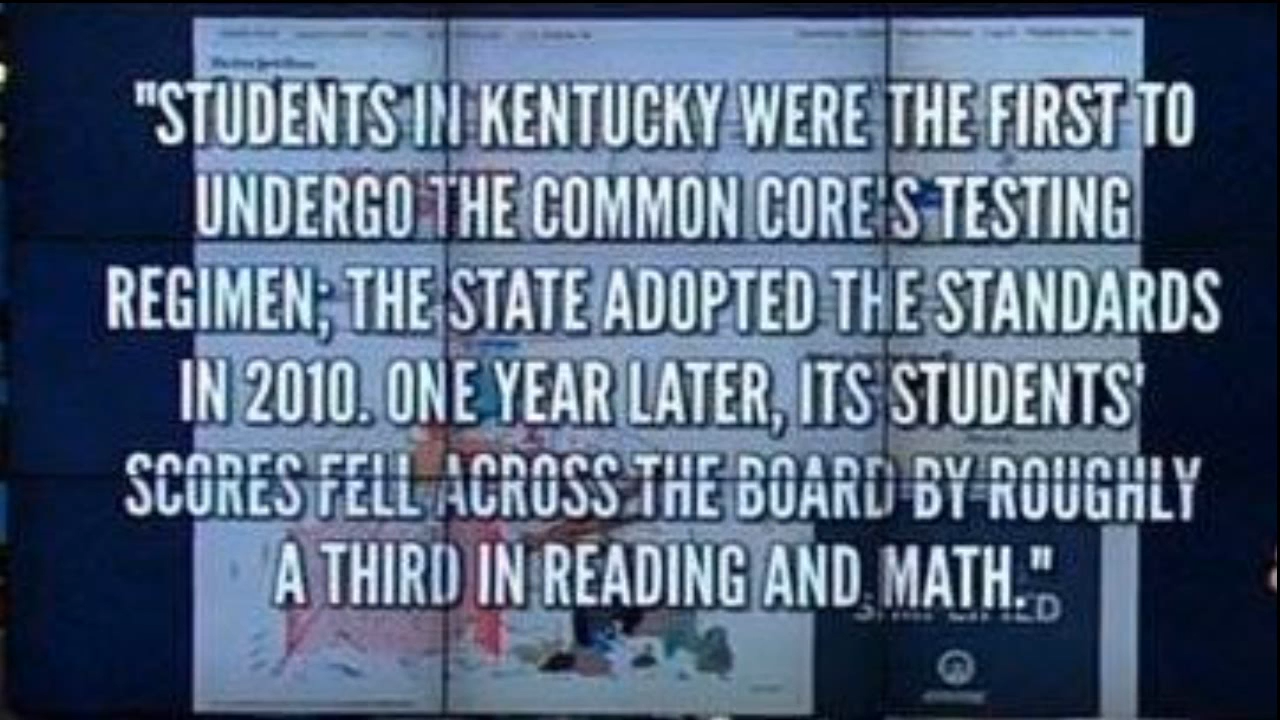 "STUDENTS IN KENTUCKY WERE THE FIRST TO
UNDERGO THE COMMON CORE'S TESTING
REGIMEN; THE STATE ADOPTED THE STANDARDS
IN 2010. ONE YEAR LATER, ITS STUDENTS'
SCORES FELL ACROSS THE BOARD BY ROUGHLY
A THIRD IN READING AND MATH."